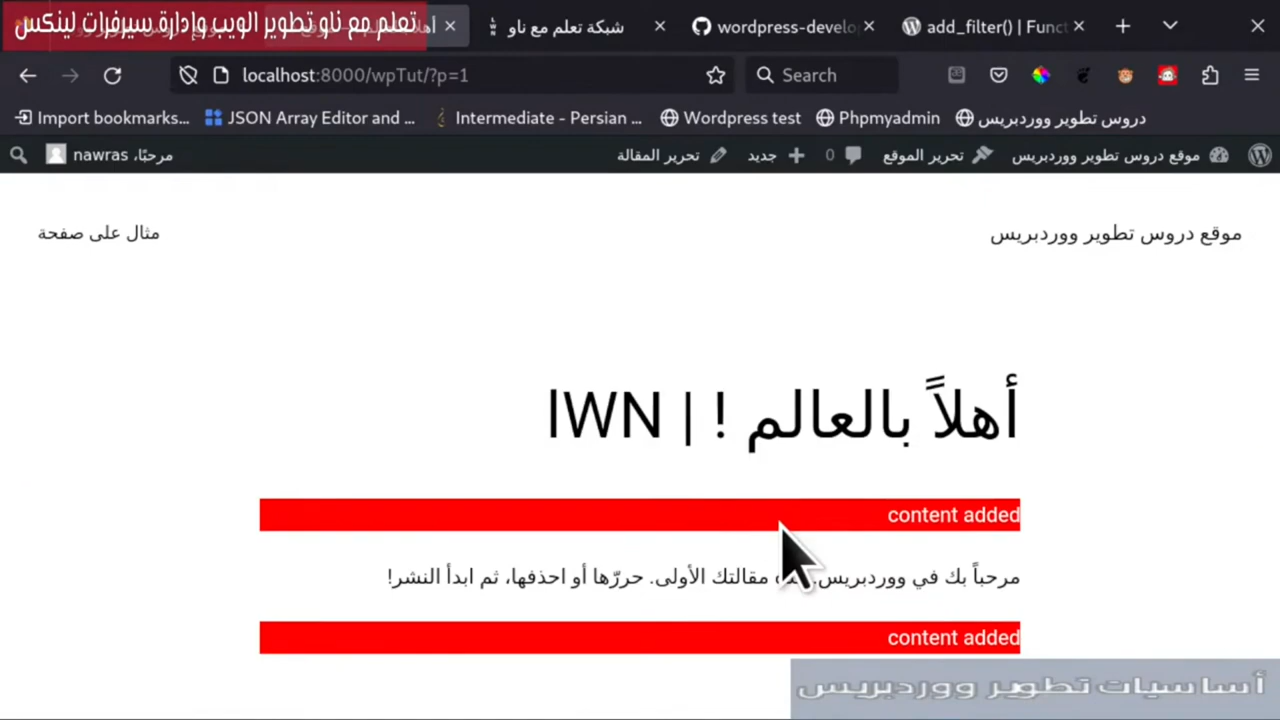 تعلم مع ناو تطوير الويب وإدارة سيرفرات لينكس
شبكة تعلم مع ناو
wordpress-develo
add_filter() | Funct
localhost:8000/wpTut/?p=1
Search
Import bookmarks...
JSON Array Editor and ...
Intermediate - Persian ...
Wordpress test
Phpmyadmin
دروس تطوير ووردبريس
موقع دروس تطوير ووردبريس
تحرير الموقع
0
جديد
تحرير المقالة
مرحبًا، nawras
موقع دروس تطوير ووردبريس
مثال على صفحة
أهلاً بالعالم ! | lWN
content added
مرحباً بك في ووردبريس. مقالتك الأولى. حررّها أو احذفها، ثم ابدأ النشر!
content added
أساسيات تطوير ووردبريس